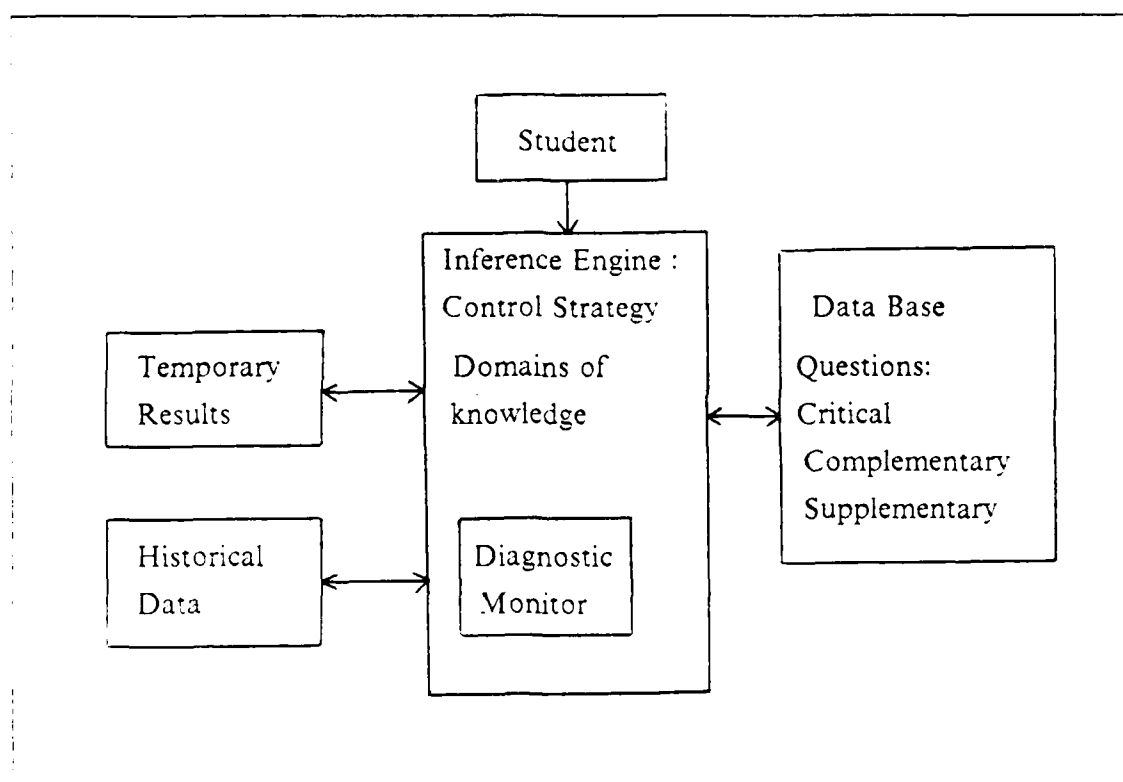 Student
Inference Engine :
Control Strategy
Domains of
knowledge
Diagnostic
Monitor
Temporary
Results
Historical
Data
Data Base
Questions:
Critical
Complementary
Supplementary